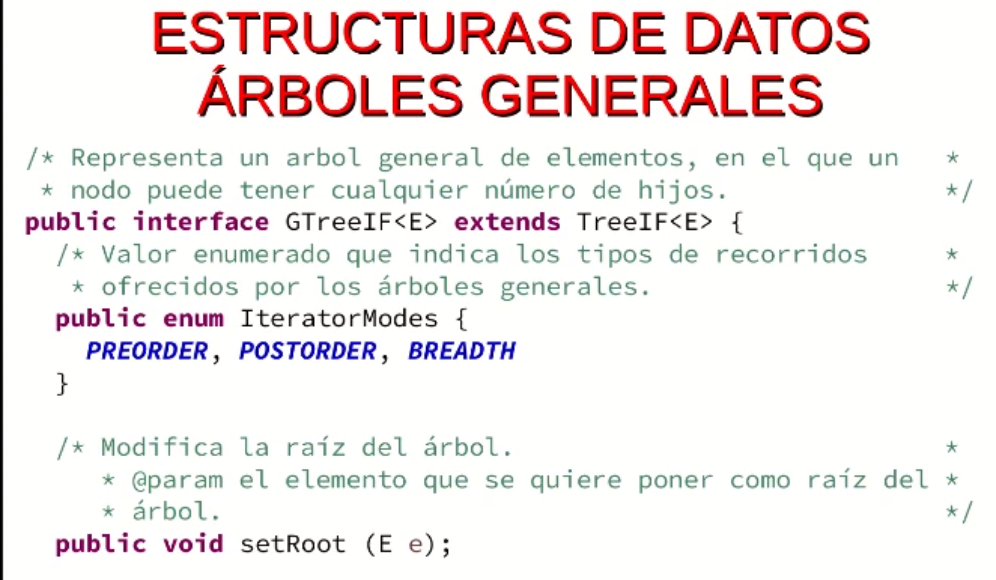 ESTRUCTURAS DE DATOS
ÁRBOLES GENERALES
/* Representa un arbol general de elementos, en el que un *
* nodo puede tener cualquier número de hijos. */
public interface GTreeIF<E> extends TreeIF<E> {
/* Valor enumerado que indica los tipos de recorridos *
* ofrecidos por los árboles generales. */
public enum IteratorModes {
PREORDER, POSTORDER, BREADTH
}
/* Modifica la raíz del árbol. *
* @param el elemento que se quiere poner como raíz del *
* árbol. */
public void setRoot (E e);